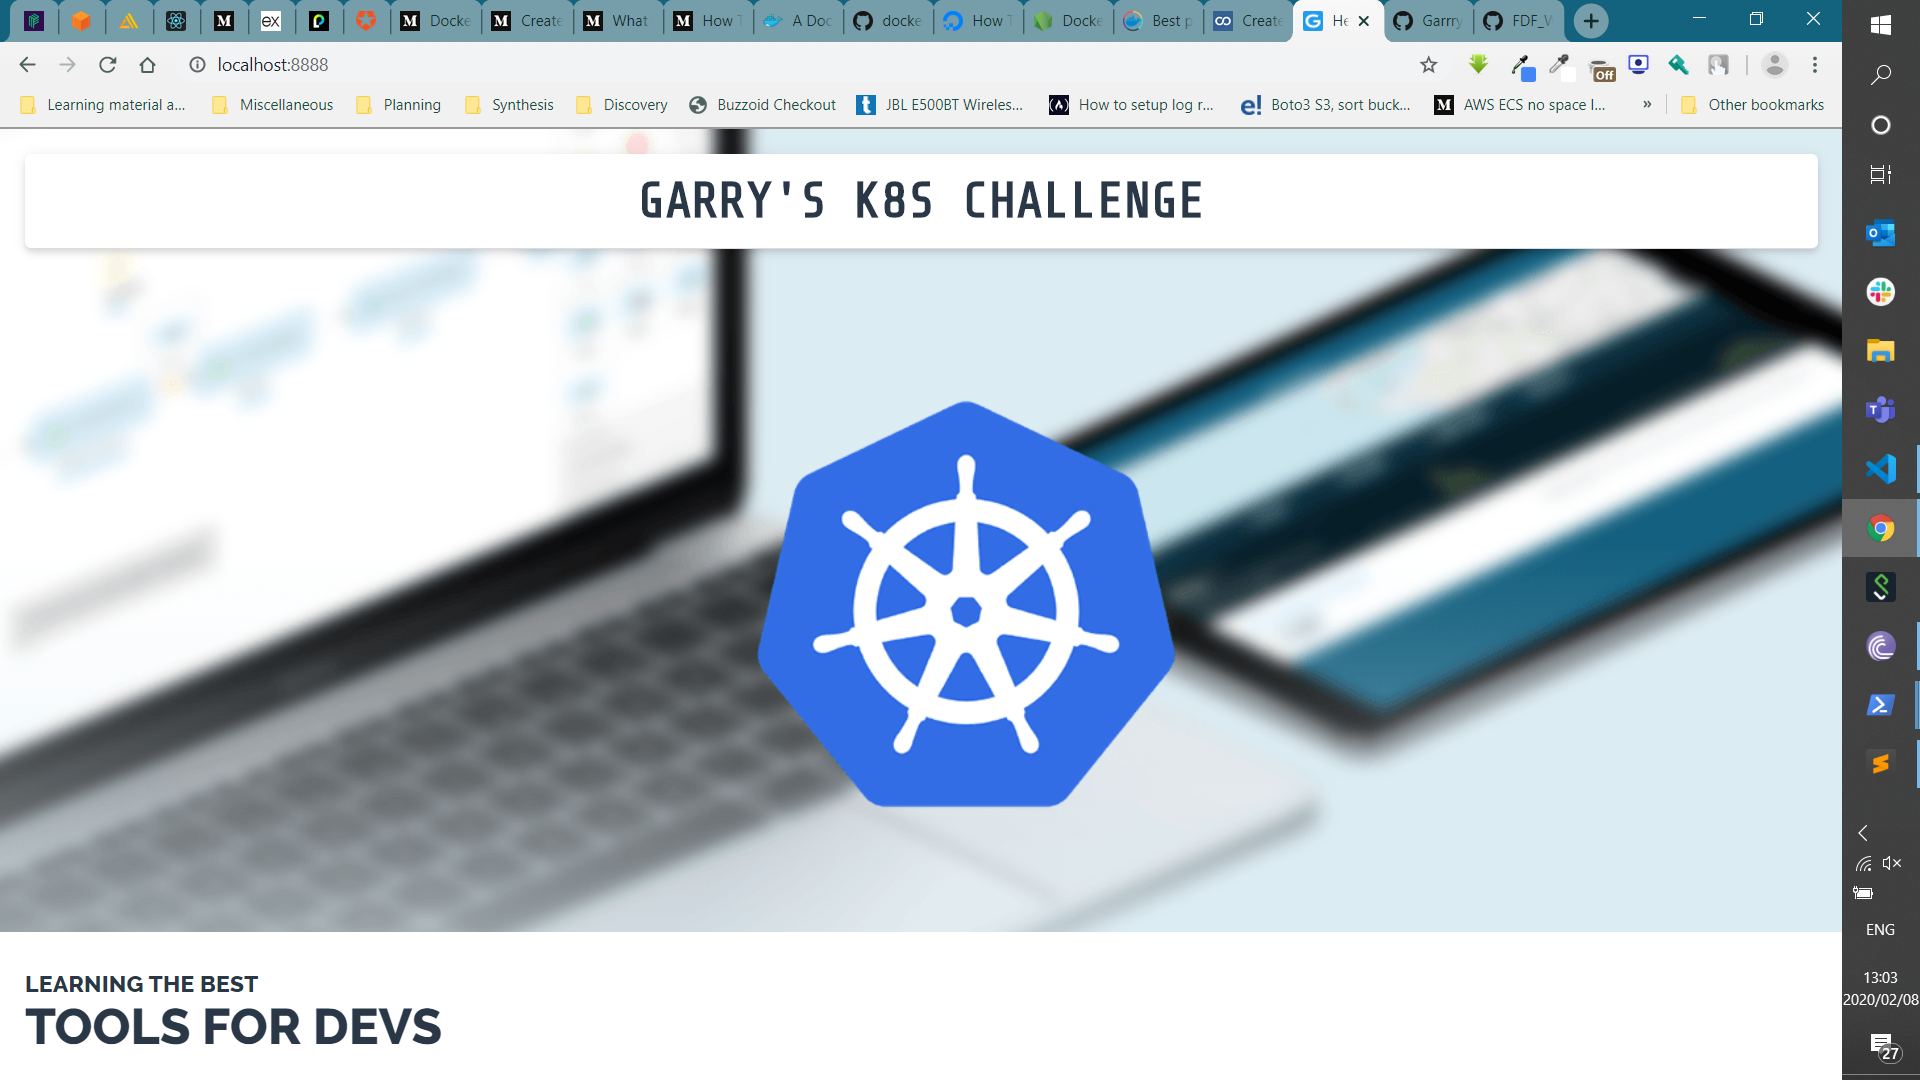 Docke
Create
What
How T
A Doc
docke
How T
Docke
Best p
Create
He
Garrry
FDF_V
localhost:8888
Off
Learning material a...
Miscellaneous
Planning
Synthesis
Discovery
Buzzoid Checkout
JBL E500BT Wireles...
How to setup log r...
Boto3 S3, sort buck...
AWS ECS no space l...
»
Other bookmarks
GARRY'S K8S CHALLENGE
LEARNING THE BEST
TOOLS FOR DEVS
ENG
13:03
2020/02/08
27